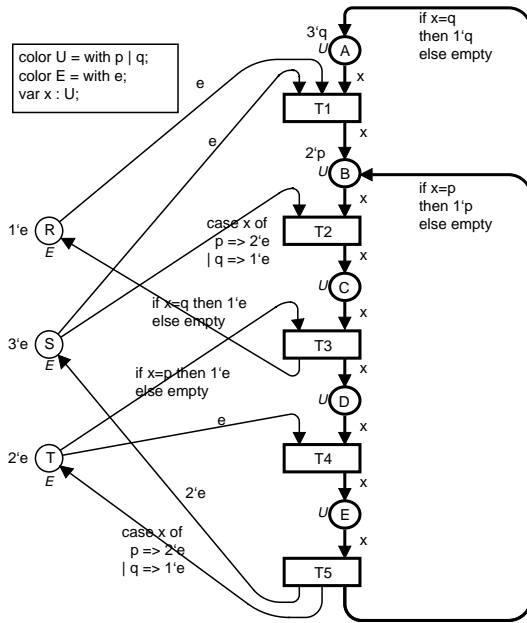 color U = with p | q;
color E = with e;
var x : U;
3‘q
U
A
if x=q
then 1‘q
else empty
x
e
T1
x
e
2‘p
U
B
if x=p
then 1‘p
else empty
x
case x of
p => 2‘e
| q => 1‘e
1‘e
R
E
T2
x
U
C
if x=q then 1‘e
else empty
x
3‘e
S
E
T3
if x=p then 1‘e
else empty
x
U
D
e
x
2‘e
T
E
T4
x
2‘e
U
E
case x of
p => 2‘e
| q => 1‘e
x
T5